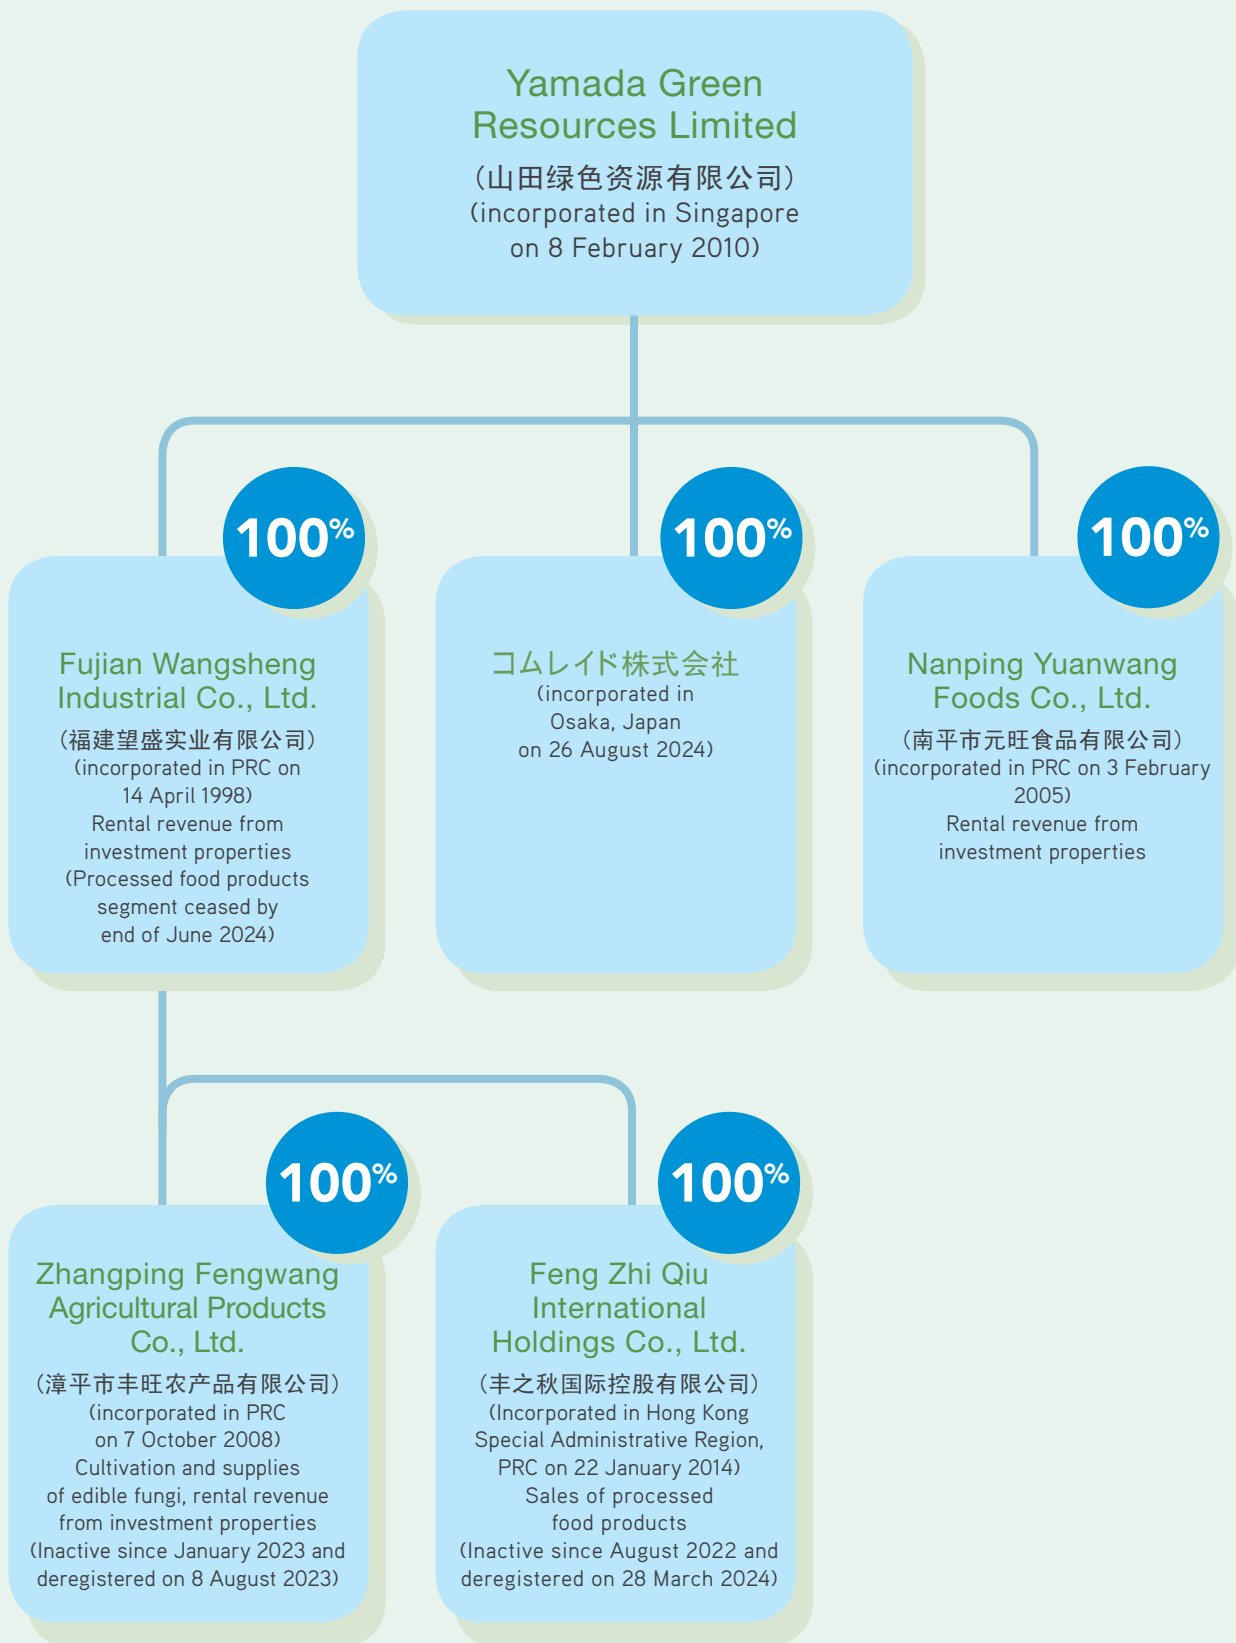 Yamada Green
Resources Limited
(山田绿色资源有限公司)
(incorporated in Singapore
on 8 February 2010)
100%
100%
100%
Fujian Wangsheng
Industrial Co., Ltd.
(福建望盛实业有限公司)
(incorporated in PRC on
14 April 1998)
Rental revenue from
investment properties
(Processed food products
segment ceased by
end of June 2024)
コムレイド株式会社
(incorporated in
Osaka, Japan
on 26 August 2024)
Nanping Yuanwang
Foods Co., Ltd.
(南平市元旺食品有限公司)
(incorporated in PRC on 3 February
2005)
Rental revenue from
investment properties
100%
100%
Zhangping Fengwang
Agricultural Products
Co., Ltd.
(漳平市丰旺农产品有限公司)
(incorporated in PRC
on 7 October 2008)
Cultivation and supplies
of edible fungi, rental revenue
from investment properties
(Inactive since January 2023 and
deregistered on 8 August 2023)
Feng Zhi Qiu
International
Holdings Co., Ltd.
(丰之秋国际控股有限公司)
(Incorporated in Hong Kong
Special Administrative Region,
PRC on 22 January 2014)
Sales of processed
food products
(Inactive since August 2022 and
deregistered on 28 March 2024)